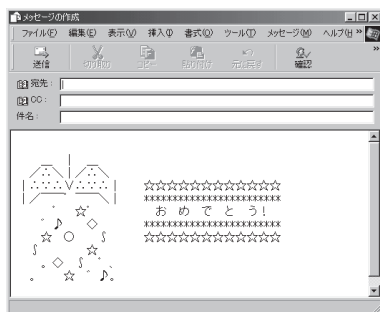 メッセージの作成
ファイル(F) 編集(E) 表示(V) 挿入(I) 書式(O) ツール(T) メッセージ(M) ヘルプ(H) »
送信 切り取り コピー 貼り付け 元に戻す 確認 »
宛先:
CC:
件名:
☆☆☆☆☆☆☆☆☆☆☆☆
************************
お め で と う!
************************
☆☆☆☆☆☆☆☆☆☆☆☆